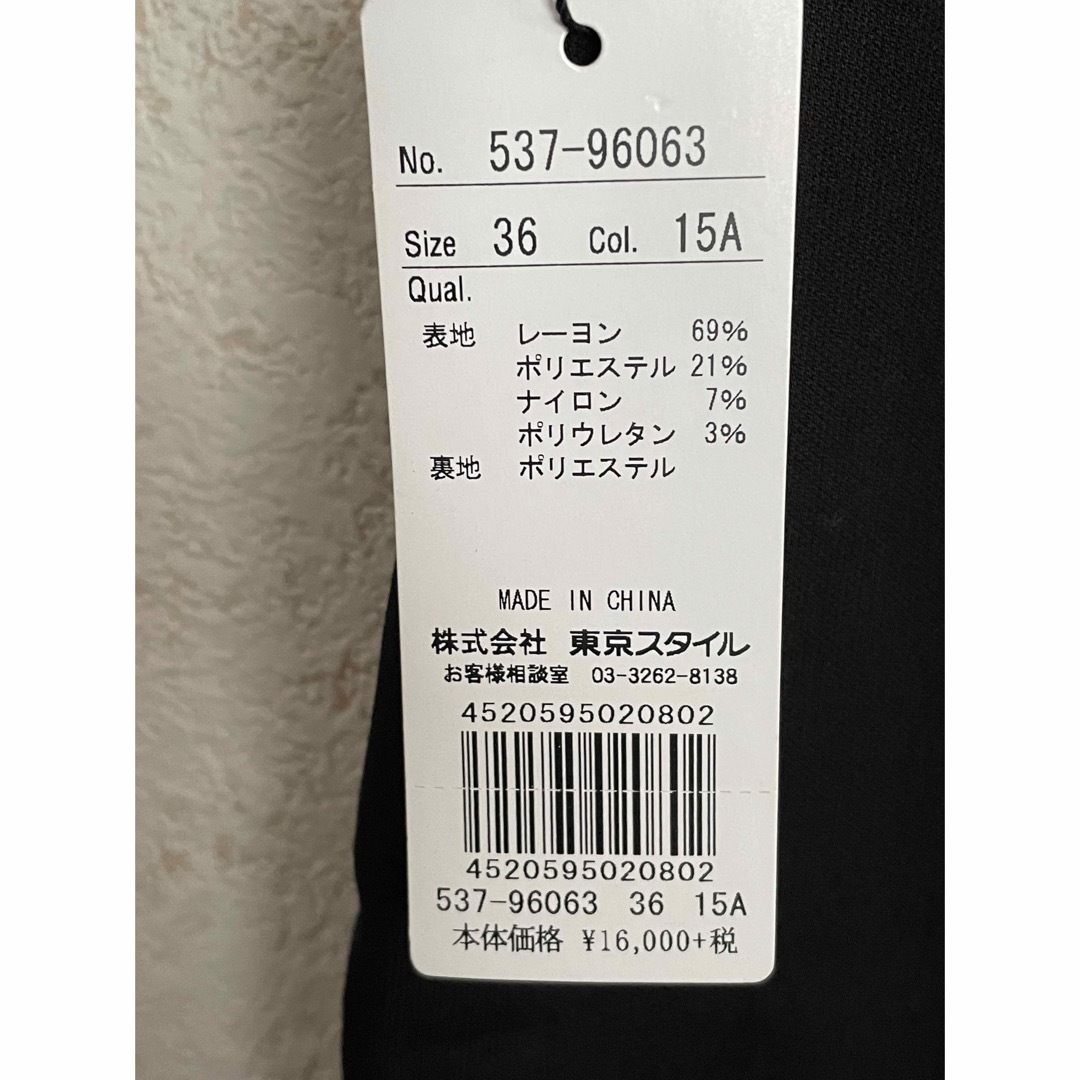 No. 537-96063
Size 36 Col. 15A
Qual.
表地 レーヨン 69%
ポリエステル 21%
ナイロン 7%
ポリウレタン 3%
裏地 ポリエステル
MADE IN CHINA
株式会社 東京スタイル
お客様相談室 03-3262-8138
4520595020802
4520595020802
537-96063 36 15A
本体価格 ¥16,000+税